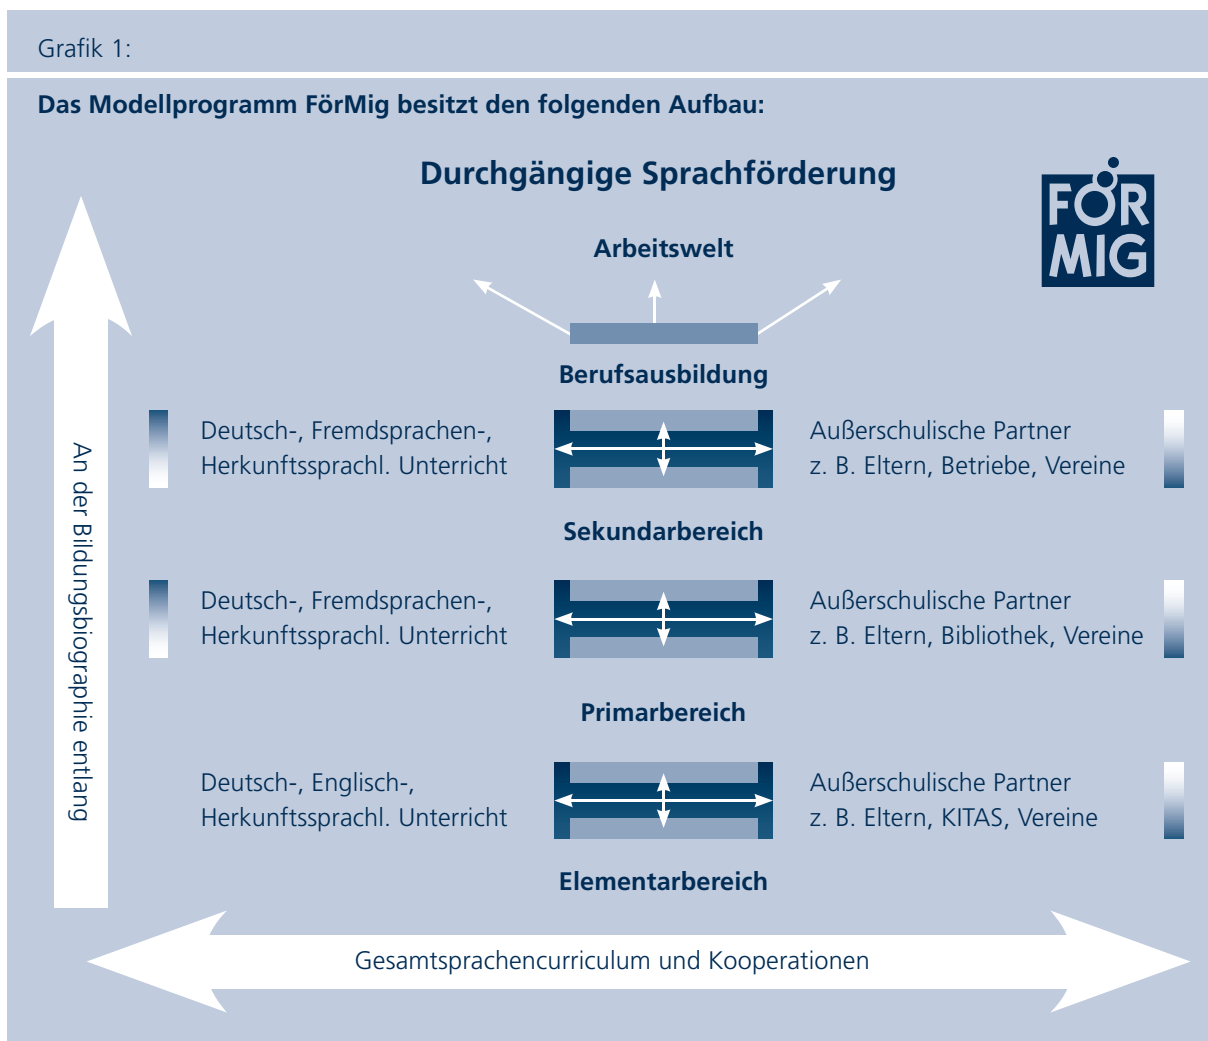 Grafik 1:
Das Modellprogramm FörMig besitzt den folgenden Aufbau:
Durchgängige Sprachförderung
FÖR
MIG
Arbeitswelt
Berufsausbildung
Deutsch-, Fremdsprachen-,
Herkunftssprachl. Unterricht
Außerschulische Partner
z. B. Eltern, Betriebe, Vereine
Sekundarbereich
Deutsch-, Fremdsprachen-,
Herkunftssprachl. Unterricht
Außerschulische Partner
z. B. Eltern, Bibliothek, Vereine
Primarbereich
Deutsch-, Englisch-,
Herkunftssprachl. Unterricht
Außerschulische Partner
z. B. Eltern, KITAS, Vereine
Elementarbereich
An der Bildungsbiographie entlang
Gesamtsprachencurriculum und Kooperationen